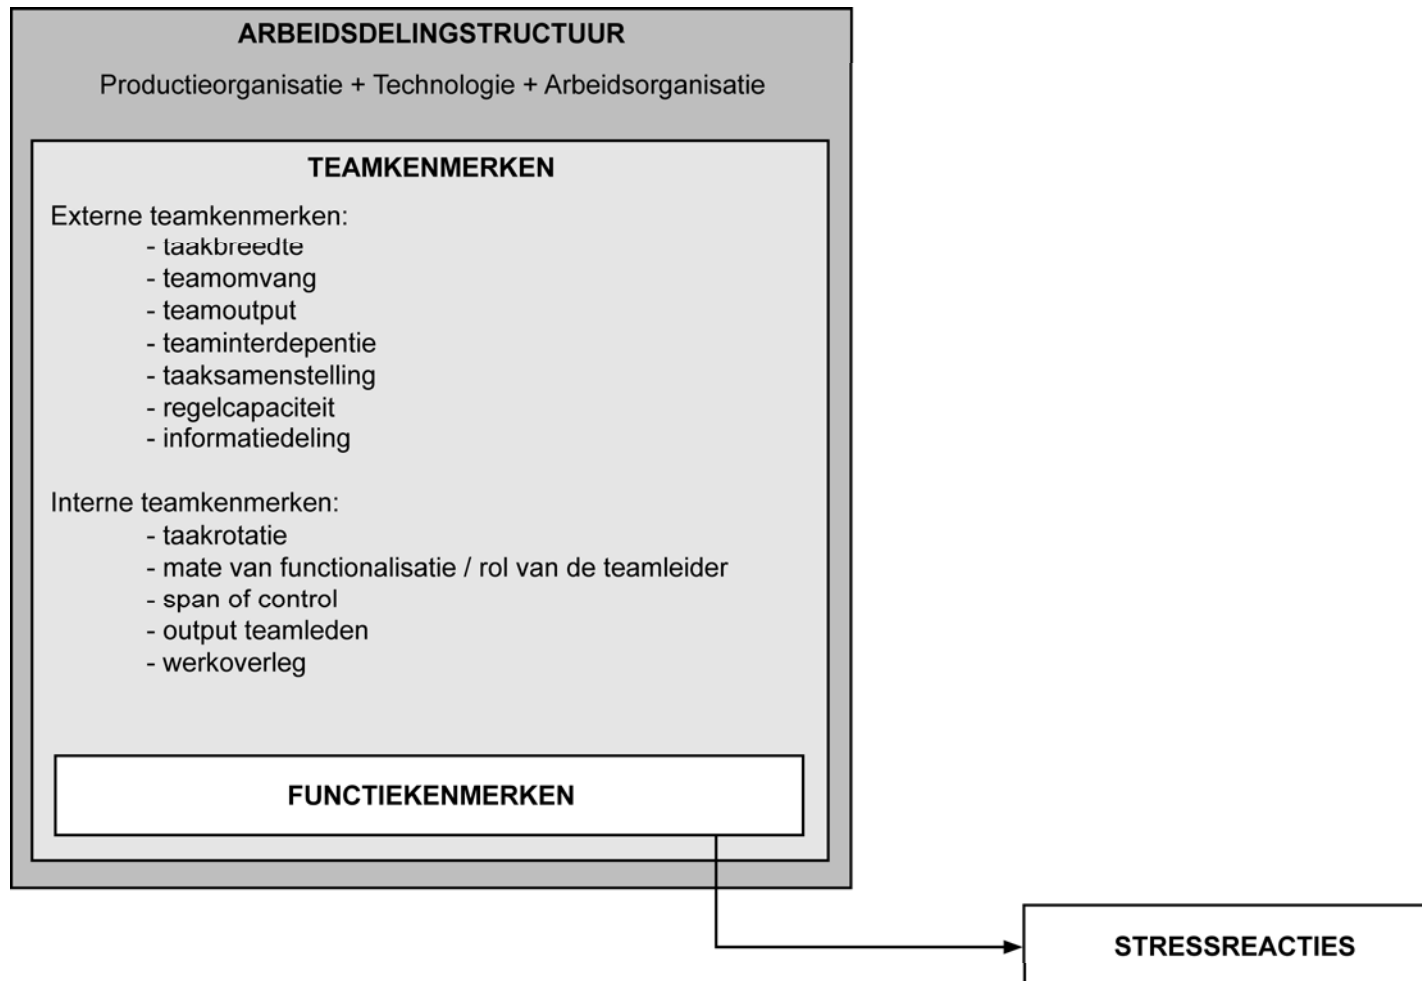 ARBEIDSDELINGSTRUCTUUR
Productieorganisatie + Technologie + Arbeidsorganisatie
TEAMKENMERKEN
Externe teamkenmerken:
- taakbreedte
- teamomvang
- teamoutput
- teaminterdepentie
- taaksamenstelling
- regelcapaciteit
- informatiedeling
Interne teamkenmerken:
- taakrotatie
- mate van functionalisatie / rol van de teamleider
- span of control
- output teamleden
- werkoverleg
FUNCTIEKENMERKEN
STRESSREACTIES